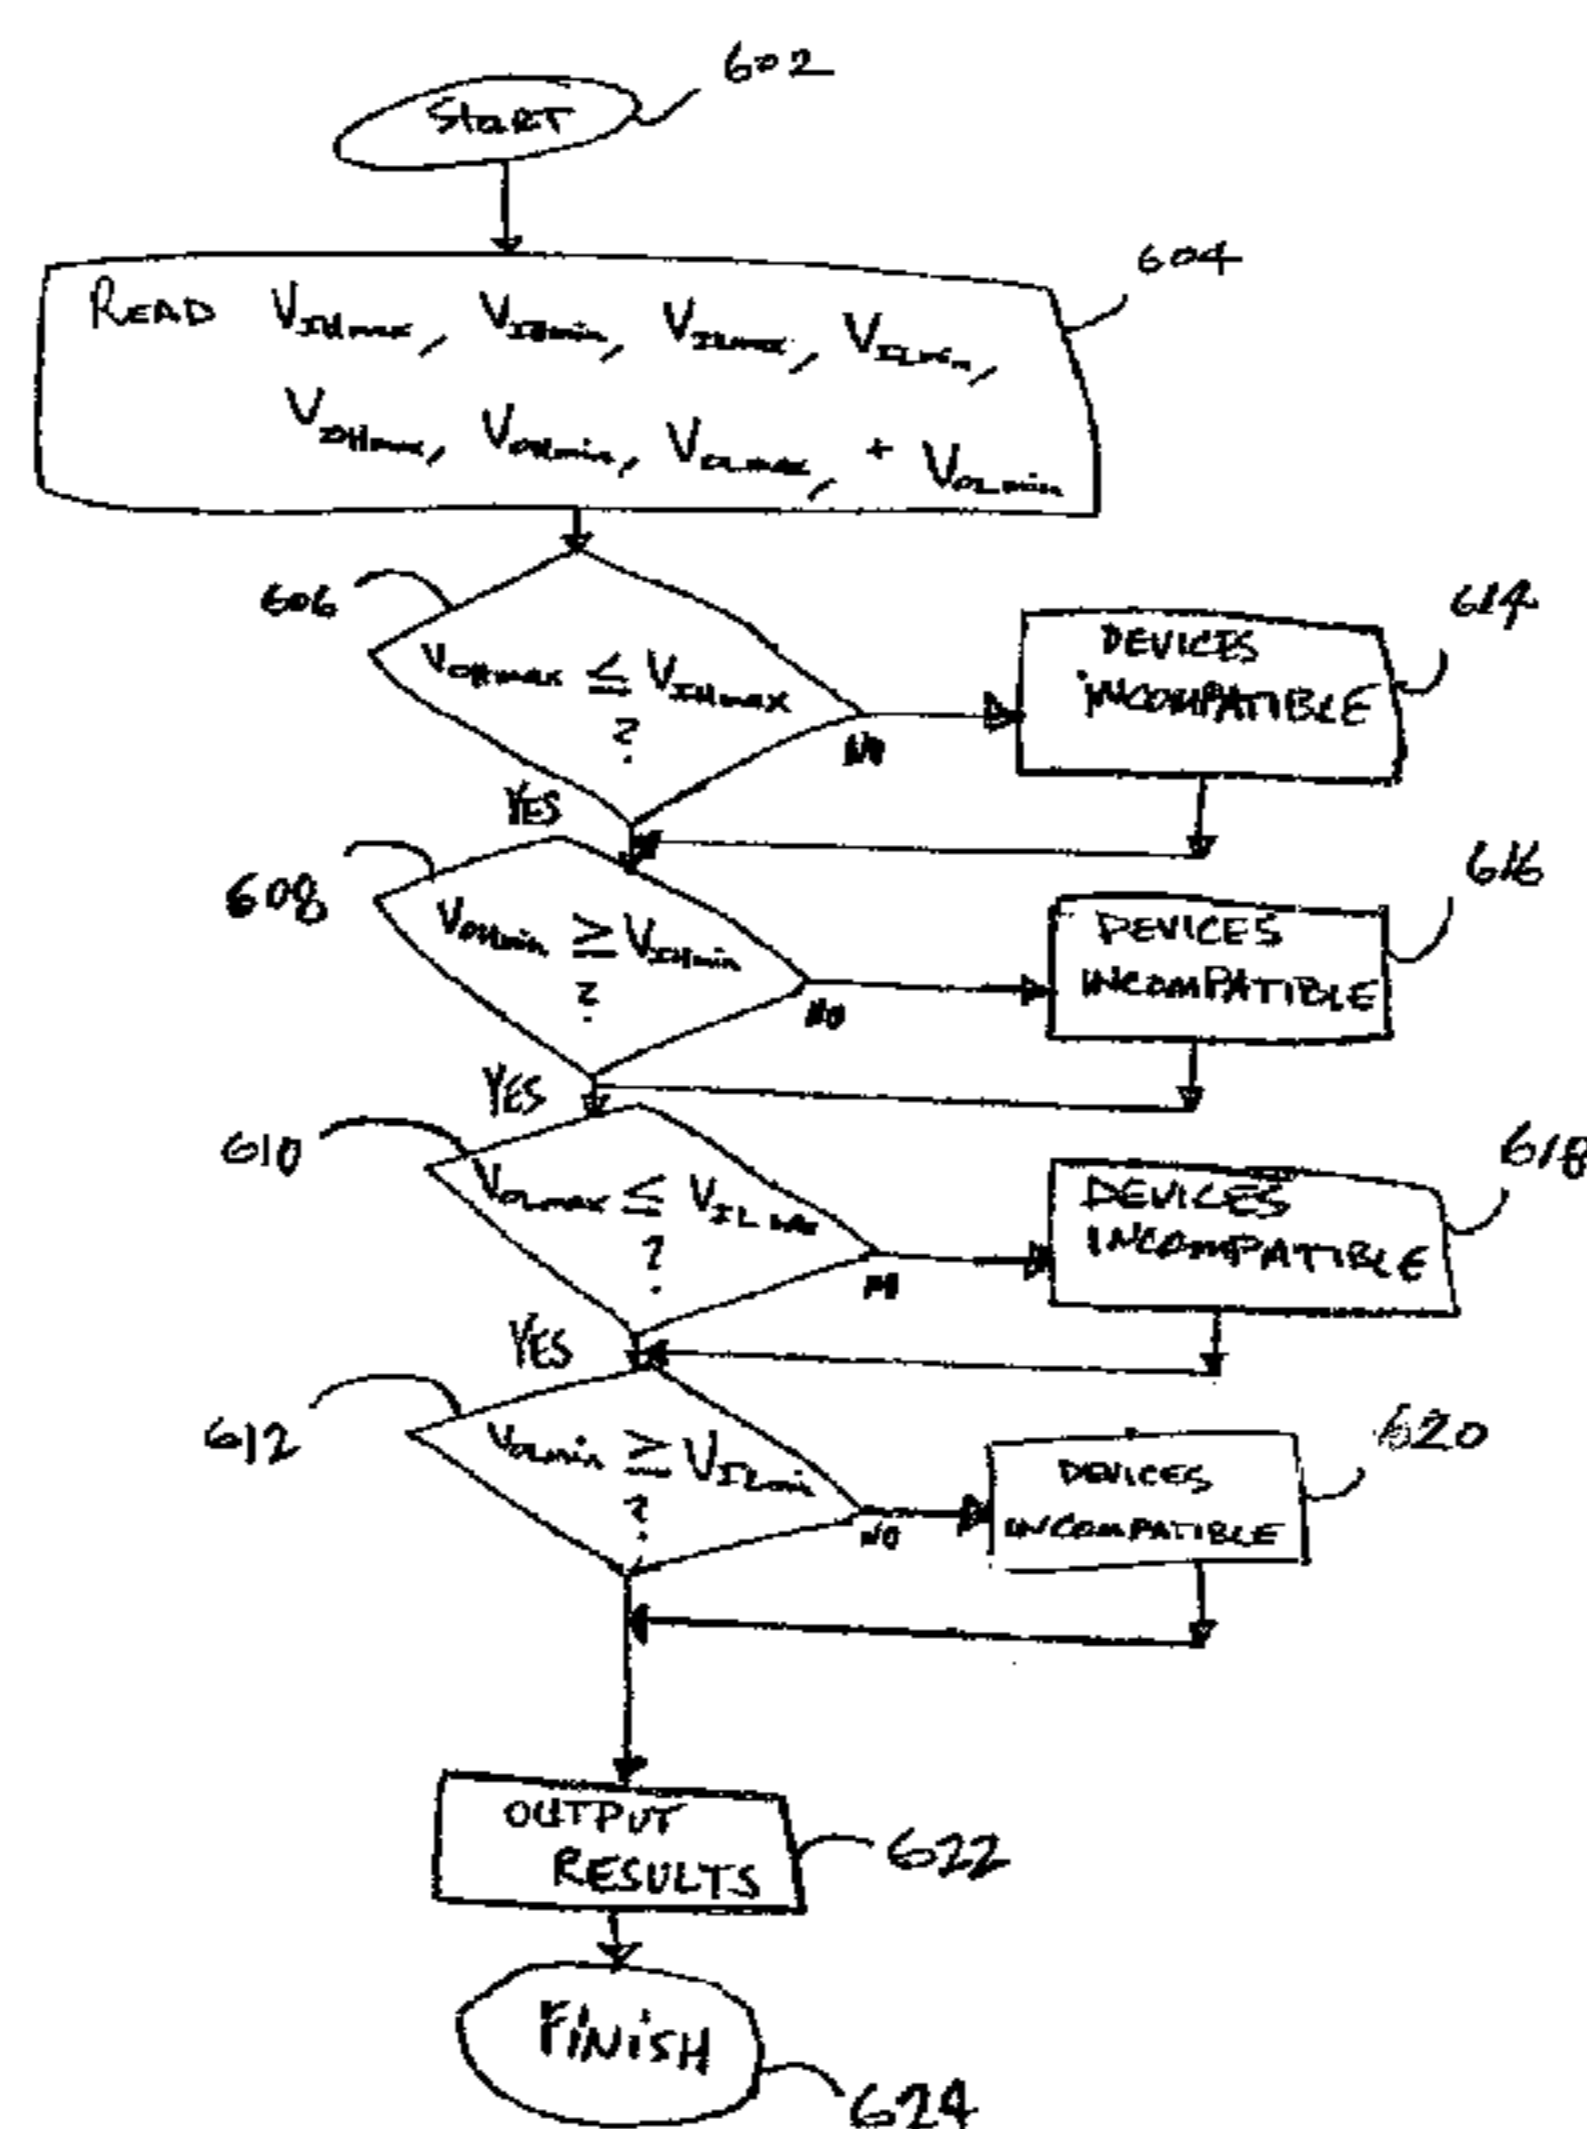 START
602
604
READ VIHmax, VIHmin, VILmax, VILmin,
VOHmax, VOHmin, VOLmax, + VOLmin
606
VOHmax ≤ VIHmax
?
NO
YES
614
DEVICES
INCOMPATIBLE
608
VOHmin ≥ VIHmin
?
NO
YES
616
DEVICES
INCOMPATIBLE
610
VOLmax ≤ VILmax
?
NO
YES
618
DEVICES
INCOMPATIBLE
612
VOLmin ≥ VILmin
?
NO
620
DEVICES
INCOMPATIBLE
OUTPUT
RESULTS
622
FINISH
624